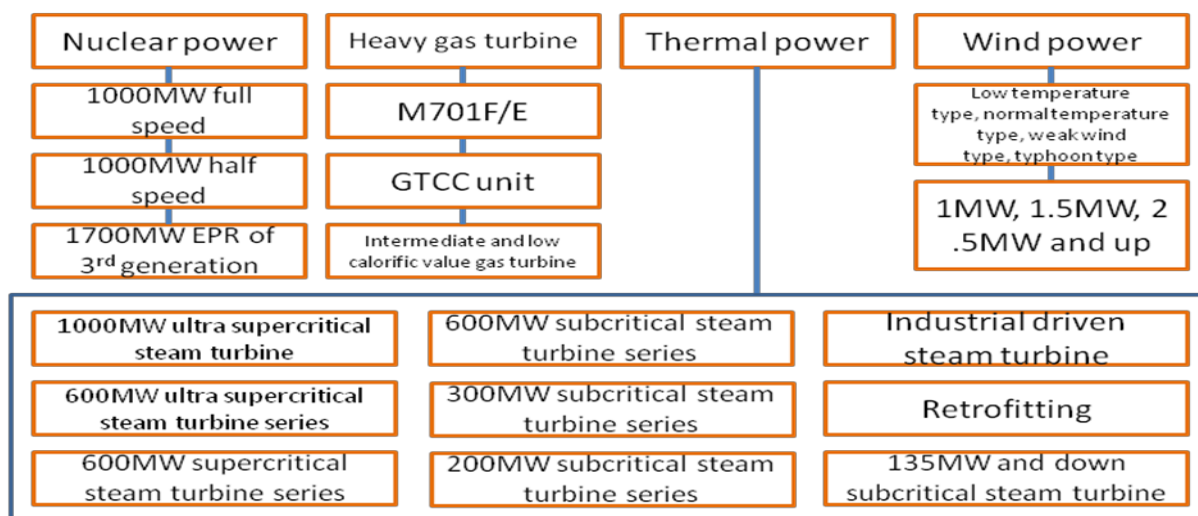 Nuclear power
1000MW full
speed
1000MW half
speed
1700MW EPR of
3rd generation
Heavy gas turbine
M701F/E
GTCC unit
Intermediate and low
calorific value gas turbine
Thermal power
Wind power
Low temperature
type, normal temperature
type, weak wind
type, typhoon type
1MW, 1.5MW, 2
.5MW and up
1000MW ultra supercritical
steam turbine
600MW ultra supercritical
steam turbine series
600MW supercritical
steam turbine series
600MW subcritical steam
turbine series
300MW subcritical steam
turbine series
200MW subcritical steam
turbine series
Industrial driven
steam turbine
Retrofitting
135MW and down
subcritical steam turbine